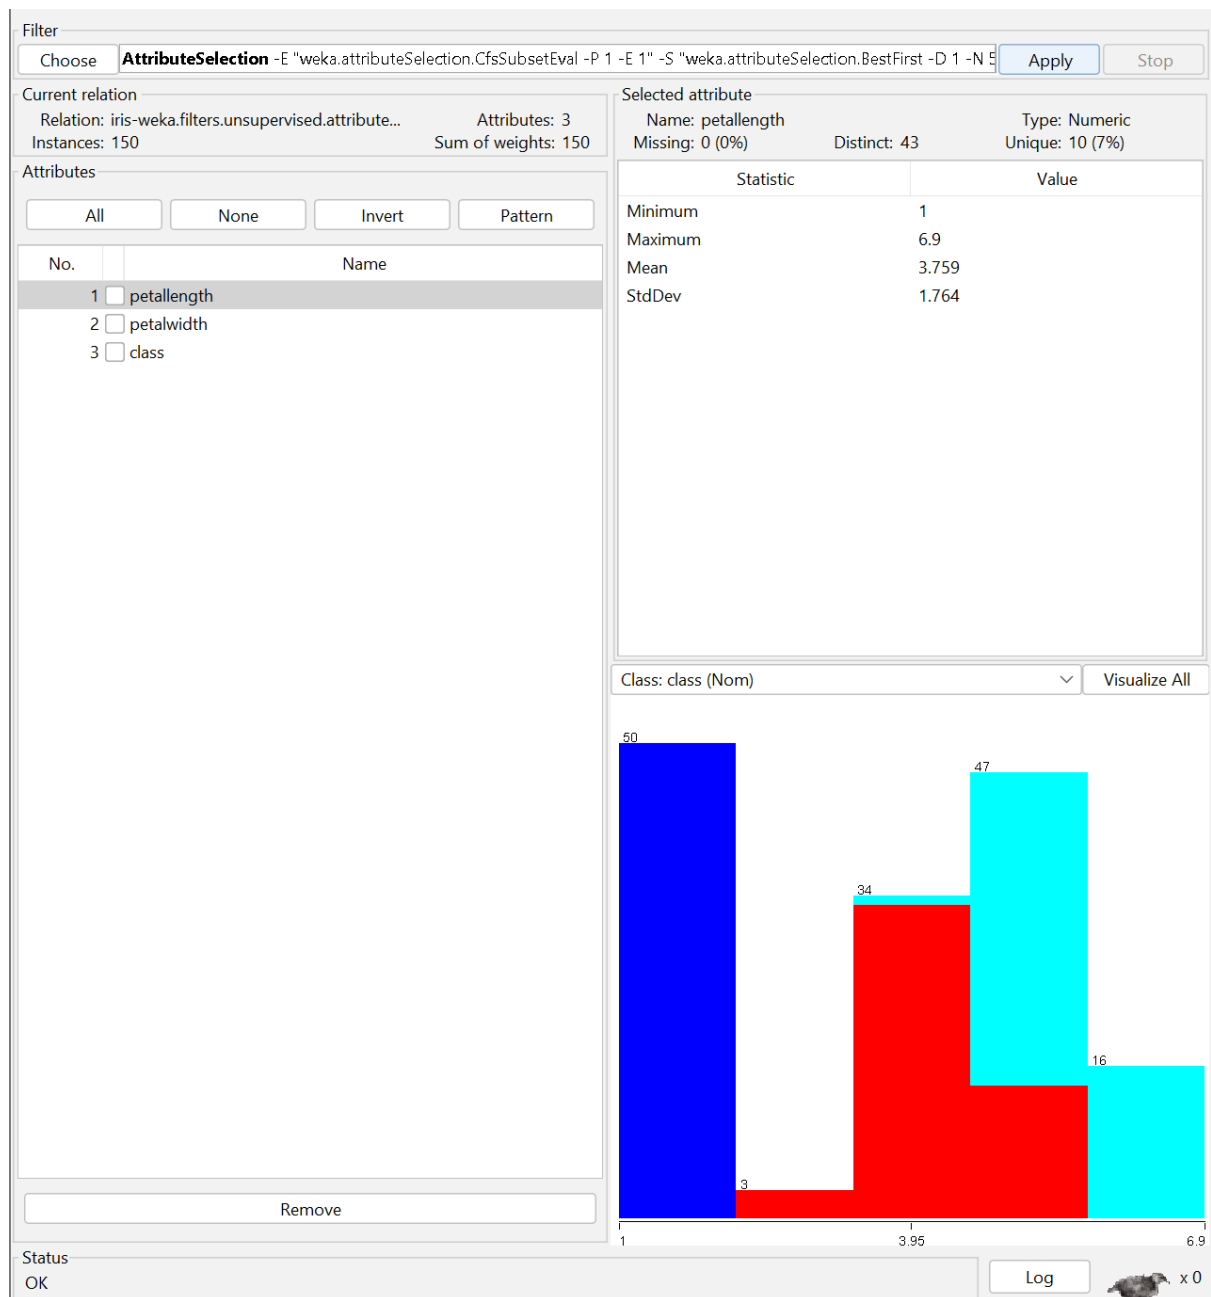 Filter
Choose AttributeSelection -E "weka.attributeSelection.CfsSubsetEval -P 1 -E 1" -S "weka.attributeSelection.BestFirst -D 1 -N 5 Apply Stop
Current relation
Relation: iris-weka.filters.unsupervised.attribute... Attributes: 3
Instances: 150 Sum of weights: 150
Attributes
All None Invert Pattern
No. Name
1 petallength
2 petalwidth
3 class
Remove
Selected attribute
Name: petallength Type: Numeric
Missing: 0 (0%) Distinct: 43 Unique: 10 (7%)
Statistic Value
Minimum 1
Maximum 6.9
Mean 3.759
StdDev 1.764
Class: class (Nom) Visualize All
50
47
34
16
3
1 3.95 6.9
Status
OK
Log x 0